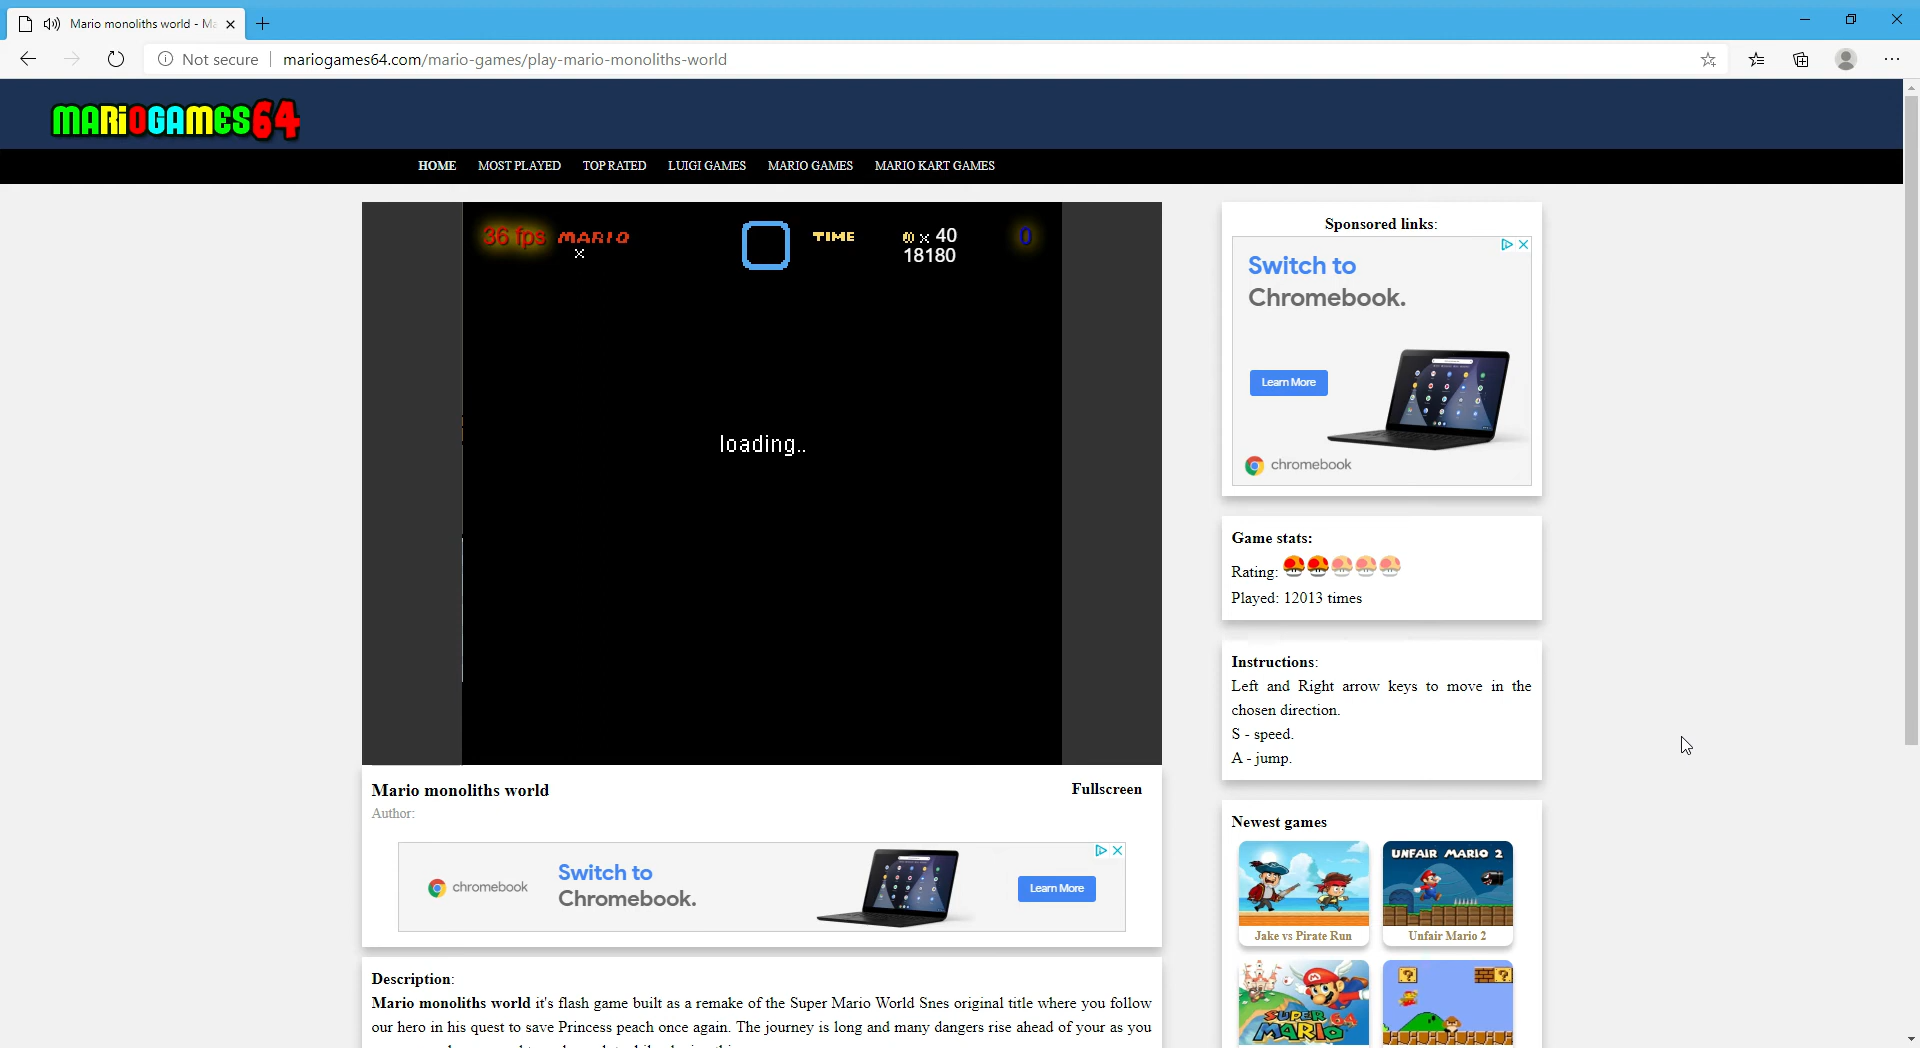 Mario monoliths world - Ma
Not secure
mariogames64.com/mario-games/play-mario-monoliths-world
MARIOGAMES64
HOME MOST PLAYED TOP RATED LUIGI GAMES MARIO GAMES MARIO KART GAMES
36 fps MARIO TIME x 40 0
x 18180
loading..
Mario monoliths world Fullscreen
Author:
chromebook Switch to Learn More
Chromebook.
Description:
Mario monoliths world it's flash game built as a remake of the Super Mario World Snes original title where you follow
our hero in his quest to save Princess peach once again. The journey is long and many dangers rise ahead of your as you
Sponsored links:
Switch to
Chromebook.
Learn More
chromebook
Game stats:
Rating:
Played: 12013 times
Instructions:
Left and Right arrow keys to move in the
chosen direction.
S - speed.
A - jump.
Newest games
UNFAIR MARIO 2
Jake vs Pirate Run Unfair Mario 2
SUPER
MARIO 64